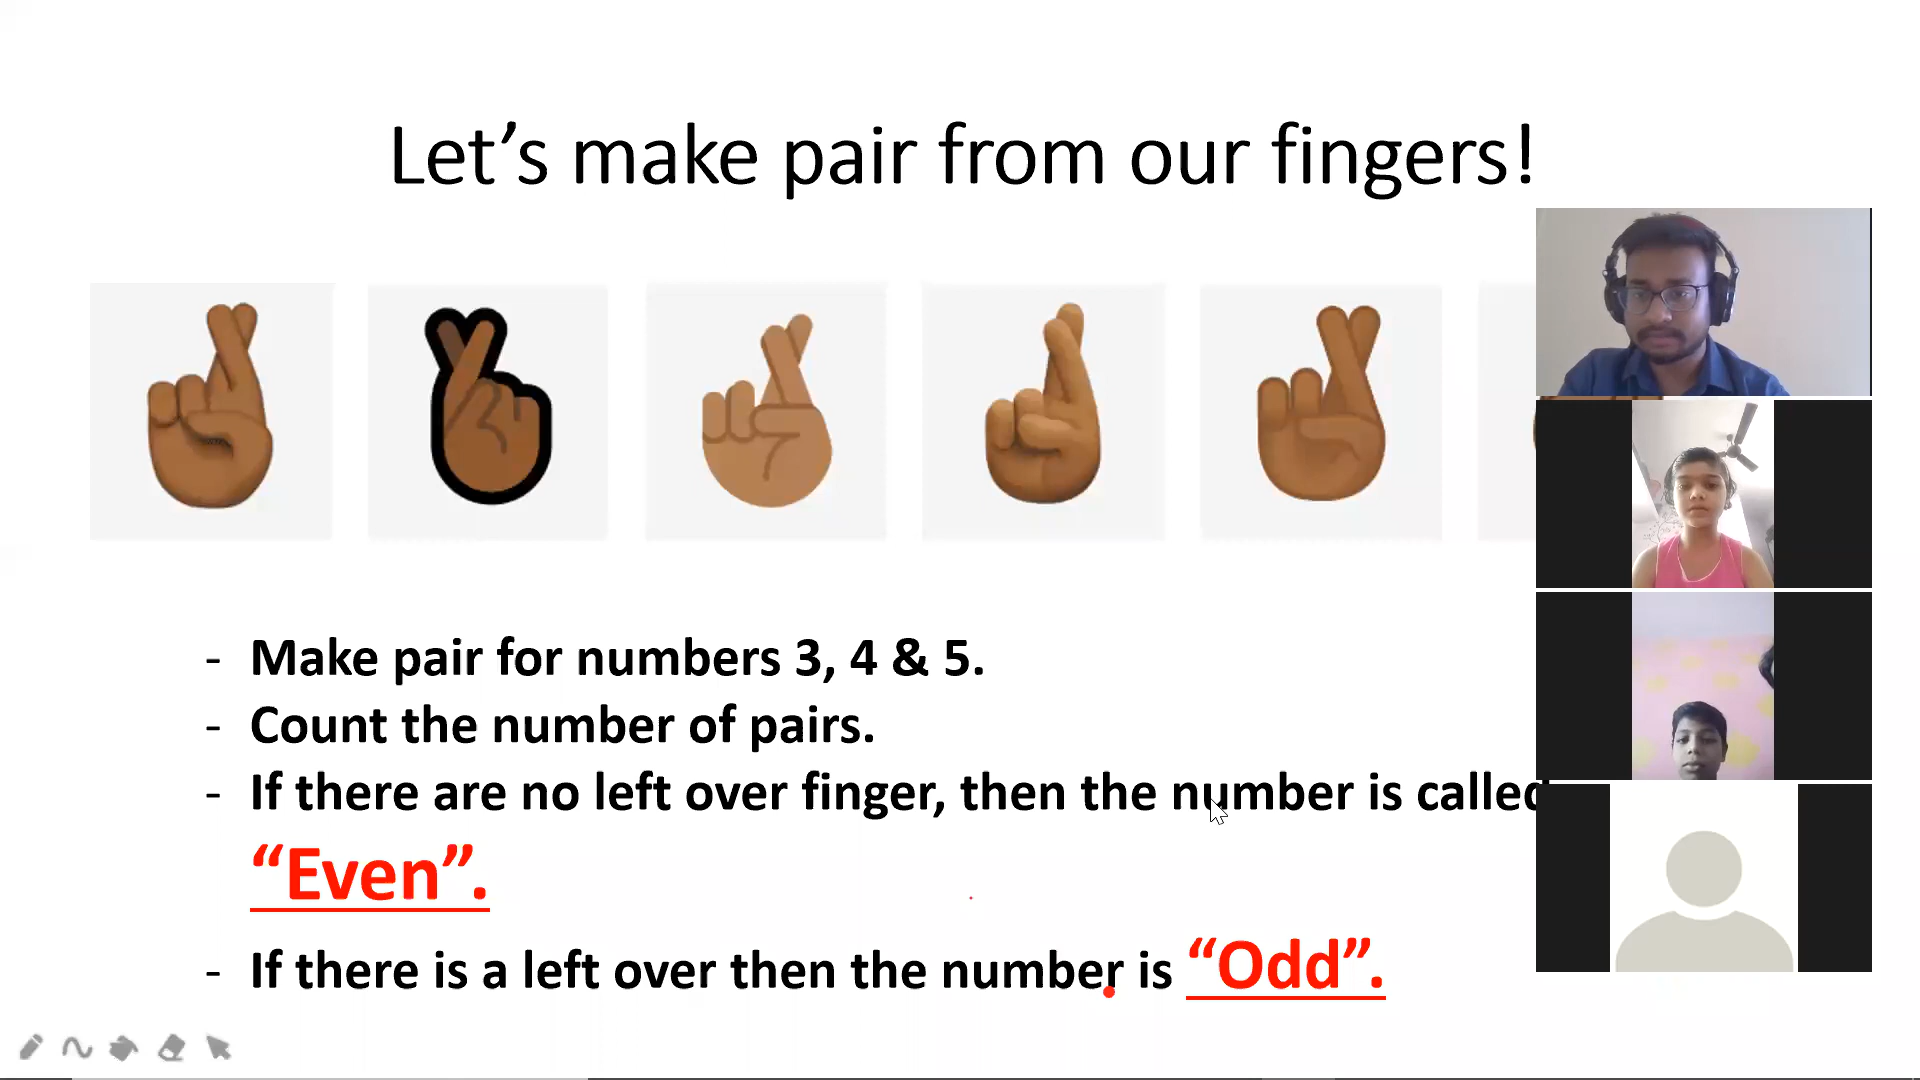 Let’s make pair from our fingers!
- Make pair for numbers 3, 4 & 5.
- Count the number of pairs.
- If there are no left over finger, then the number is called
“Even”.
- If there is a left over then the number is “Odd”.